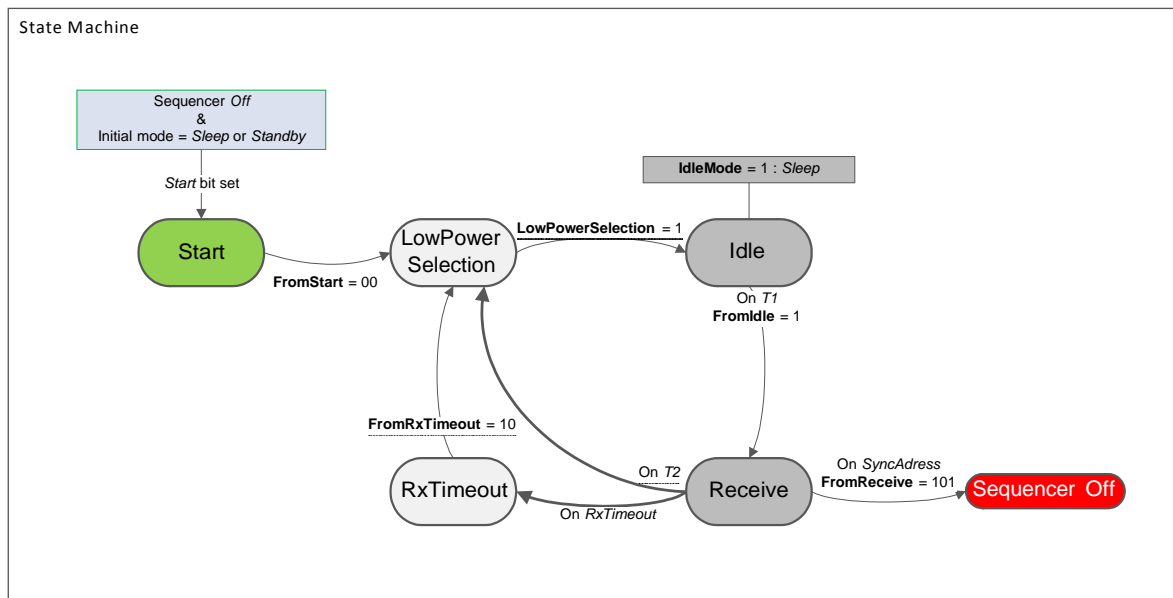 State Machine
Sequencer Off
&
Initial mode = Sleep or Standby
Start bit set
IdleMode = 1 : Sleep
Start
FromStart = 00
LowPower
Selection
LowPowerSelection = 1
Idle
On T1
FromIdle = 1
FromRxTimeout = 10
RxTimeout
On T2
On RxTimeout
Receive
On SyncAdress
FromReceive = 101
Sequencer Off